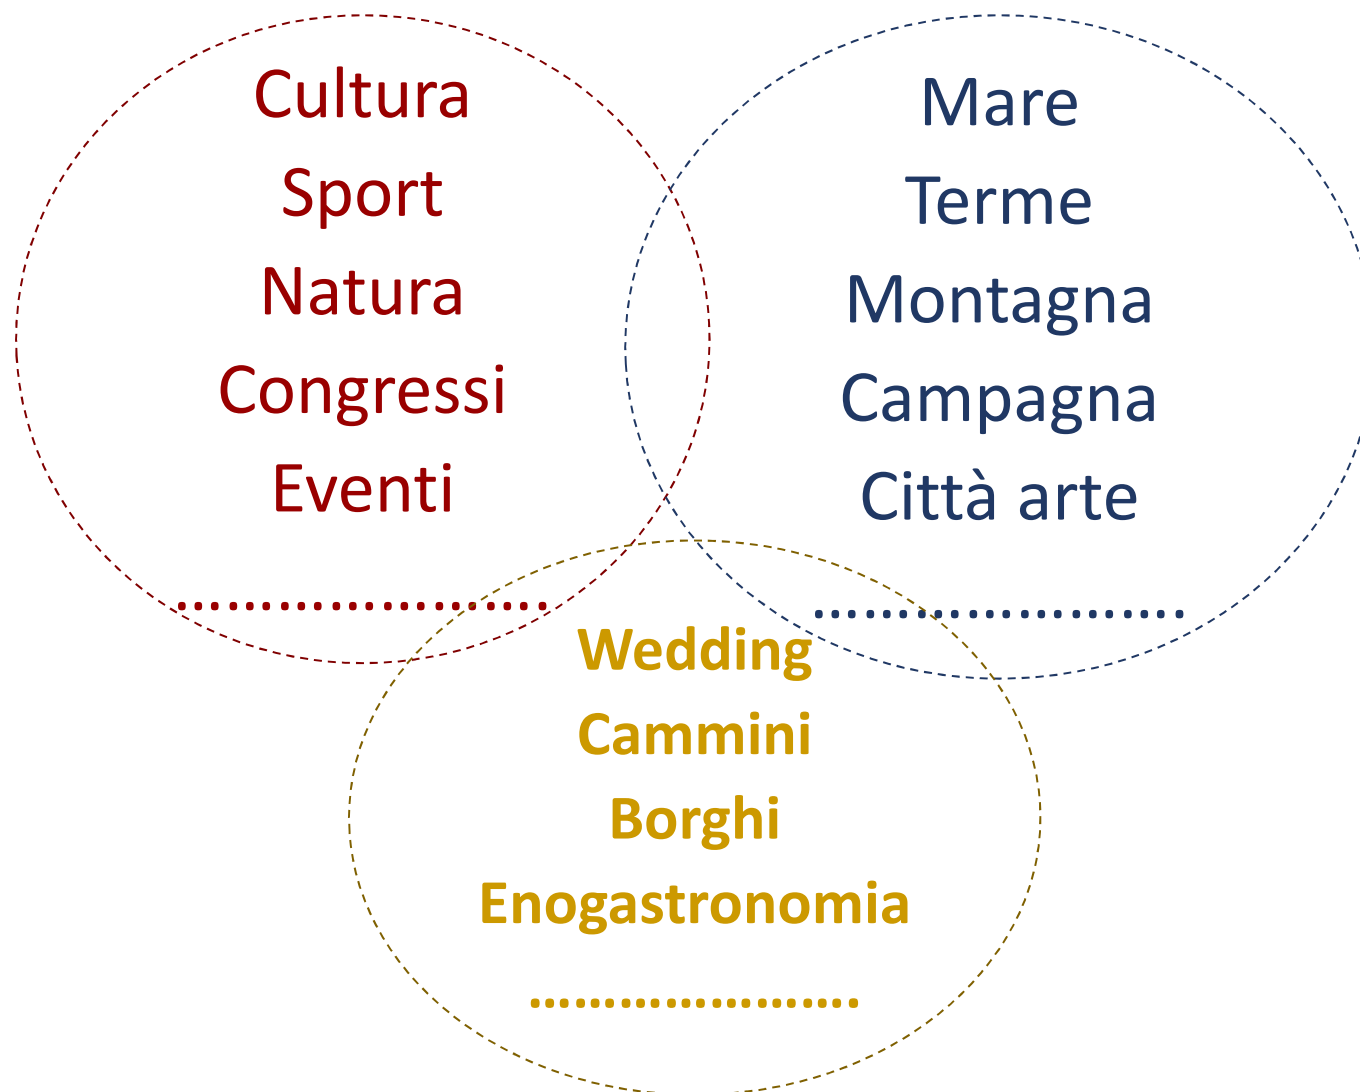 Cultura
Sport
Natura
Congressi
Eventi
......................
Mare
Terme
Montagna
Campagna
Città arte
......................
Wedding
Cammini
Borghi
Enogastronomia
......................